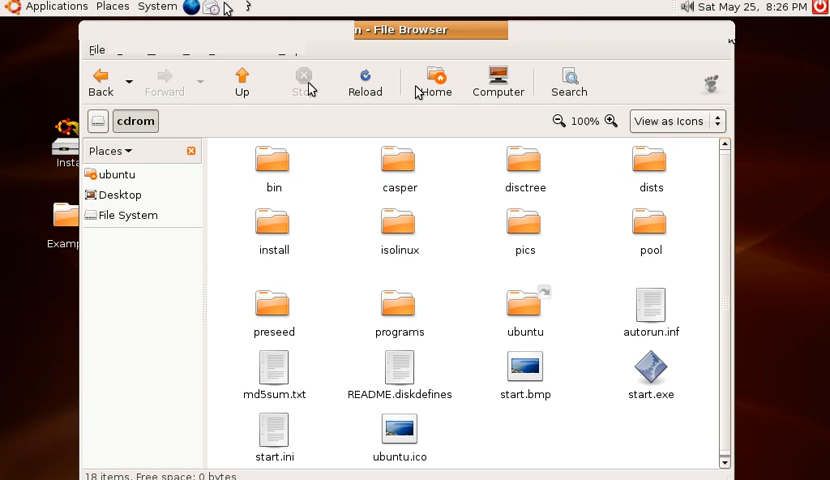 Applications Places System
Sat May 25, 8:26 PM
n - File Browser
File
Back
Forward
Up
Reload
Home
Computer
Search
cdrom
100%
View as Icons
Places
ubuntu
Desktop
File System
bin
casper
disctree
dists
install
isolinux
pics
pool
preseed
programs
ubuntu
autorun.inf
md5sum.txt
README.diskdefines
start.bmp
start.exe
start.ini
ubuntu.ico
18 items, Free space: 0 bytes
Insta
Examp